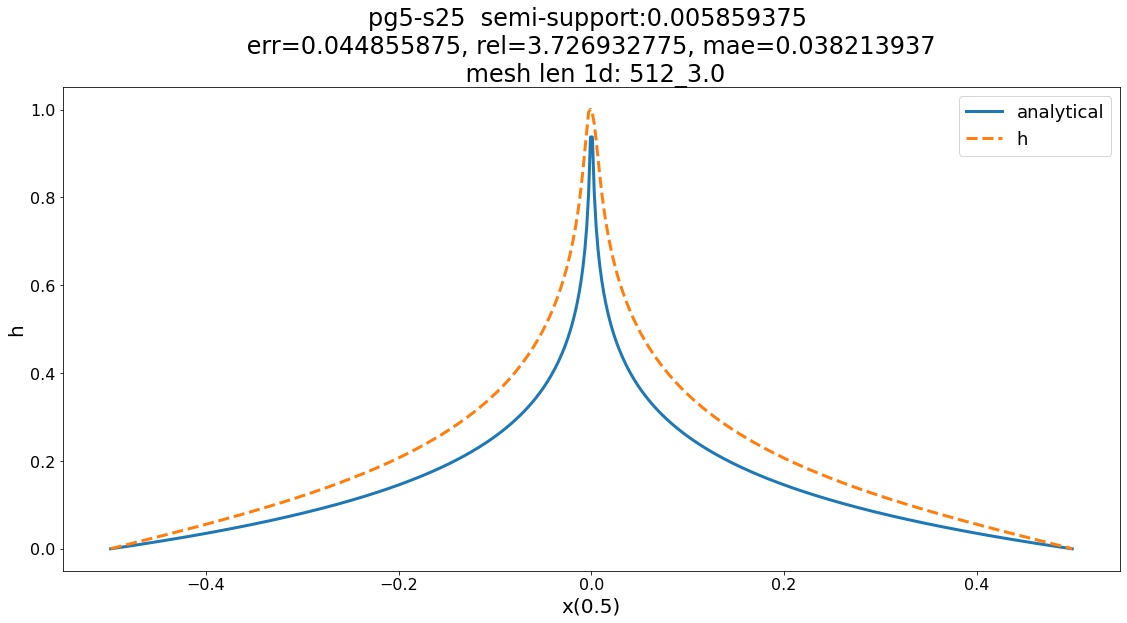 pg5-s25  semi-support:0.005859375
err=0.044855875, rel=3.726932775, mae=0.038213937
mesh len 1d: 512_3.0
analytical
h
1.0
0.8
0.6
0.4
0.2
0.0
h
−0.4
−0.2
0.0
0.2
0.4
x(0.5)